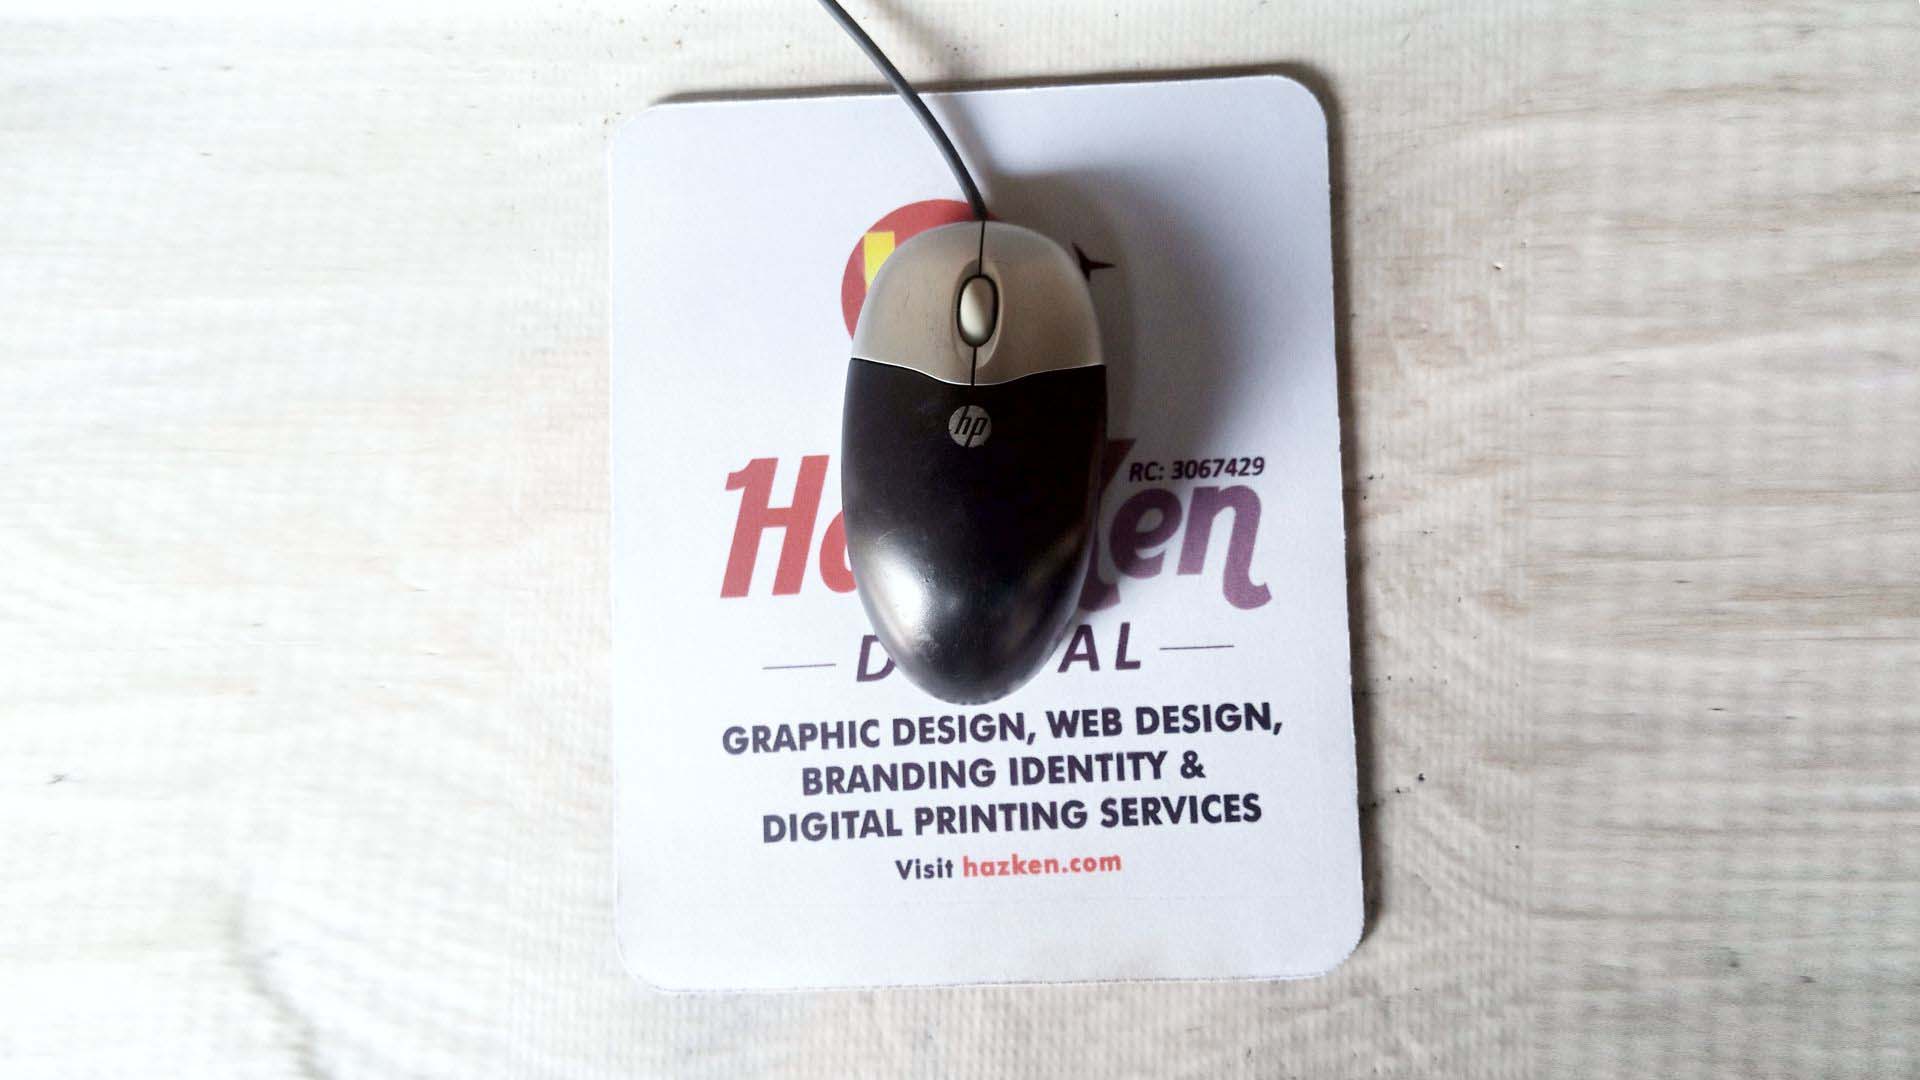 hp
RC: 3067429
GRAPHIC DESIGN, WEB DESIGN,
BRANDING IDENTITY &
DIGITAL PRINTING SERVICES
Visit hazken.com